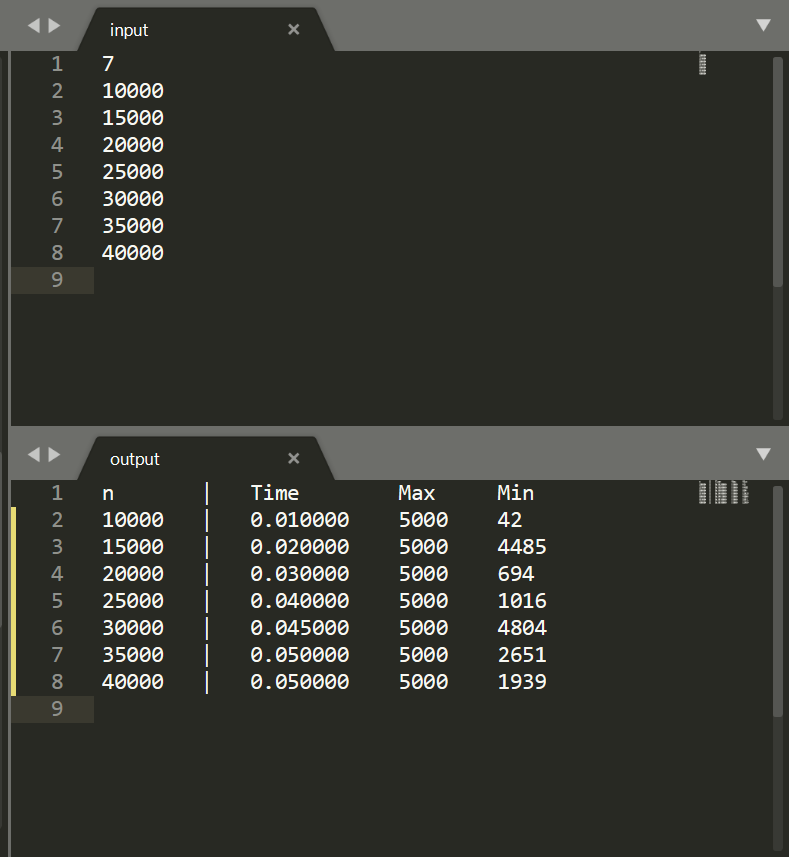 input
1 7
2 10000
3 15000
4 20000
5 25000
6 30000
7 35000
8 40000
9
output
1 n | Time Max Min
2 10000 | 0.010000 5000 42
3 15000 | 0.020000 5000 4485
4 20000 | 0.030000 5000 694
5 25000 | 0.040000 5000 1016
6 30000 | 0.045000 5000 4804
7 35000 | 0.050000 5000 2651
8 40000 | 0.050000 5000 1939
9